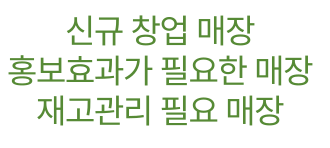 신규 창업 매장
홍보효과가 필요한 매장
재고관리 필요 매장